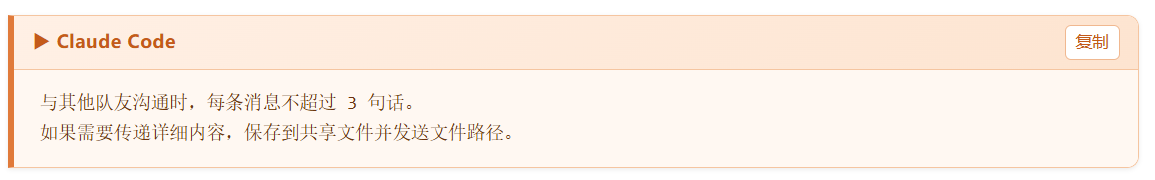 ▶ Claude Code
复制
与其他队友沟通时，每条消息不超过 3 句话。
如果需要传递详细内容，保存到共享文件并发送文件路径。